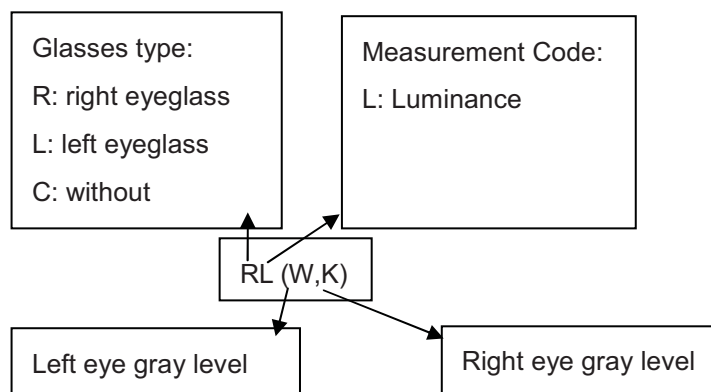 Glasses type:
R: right eyeglass
L: left eyeglass
C: without
Measurement Code:
L: Luminance
RL (W,K)
Left eye gray level
Right eye gray level